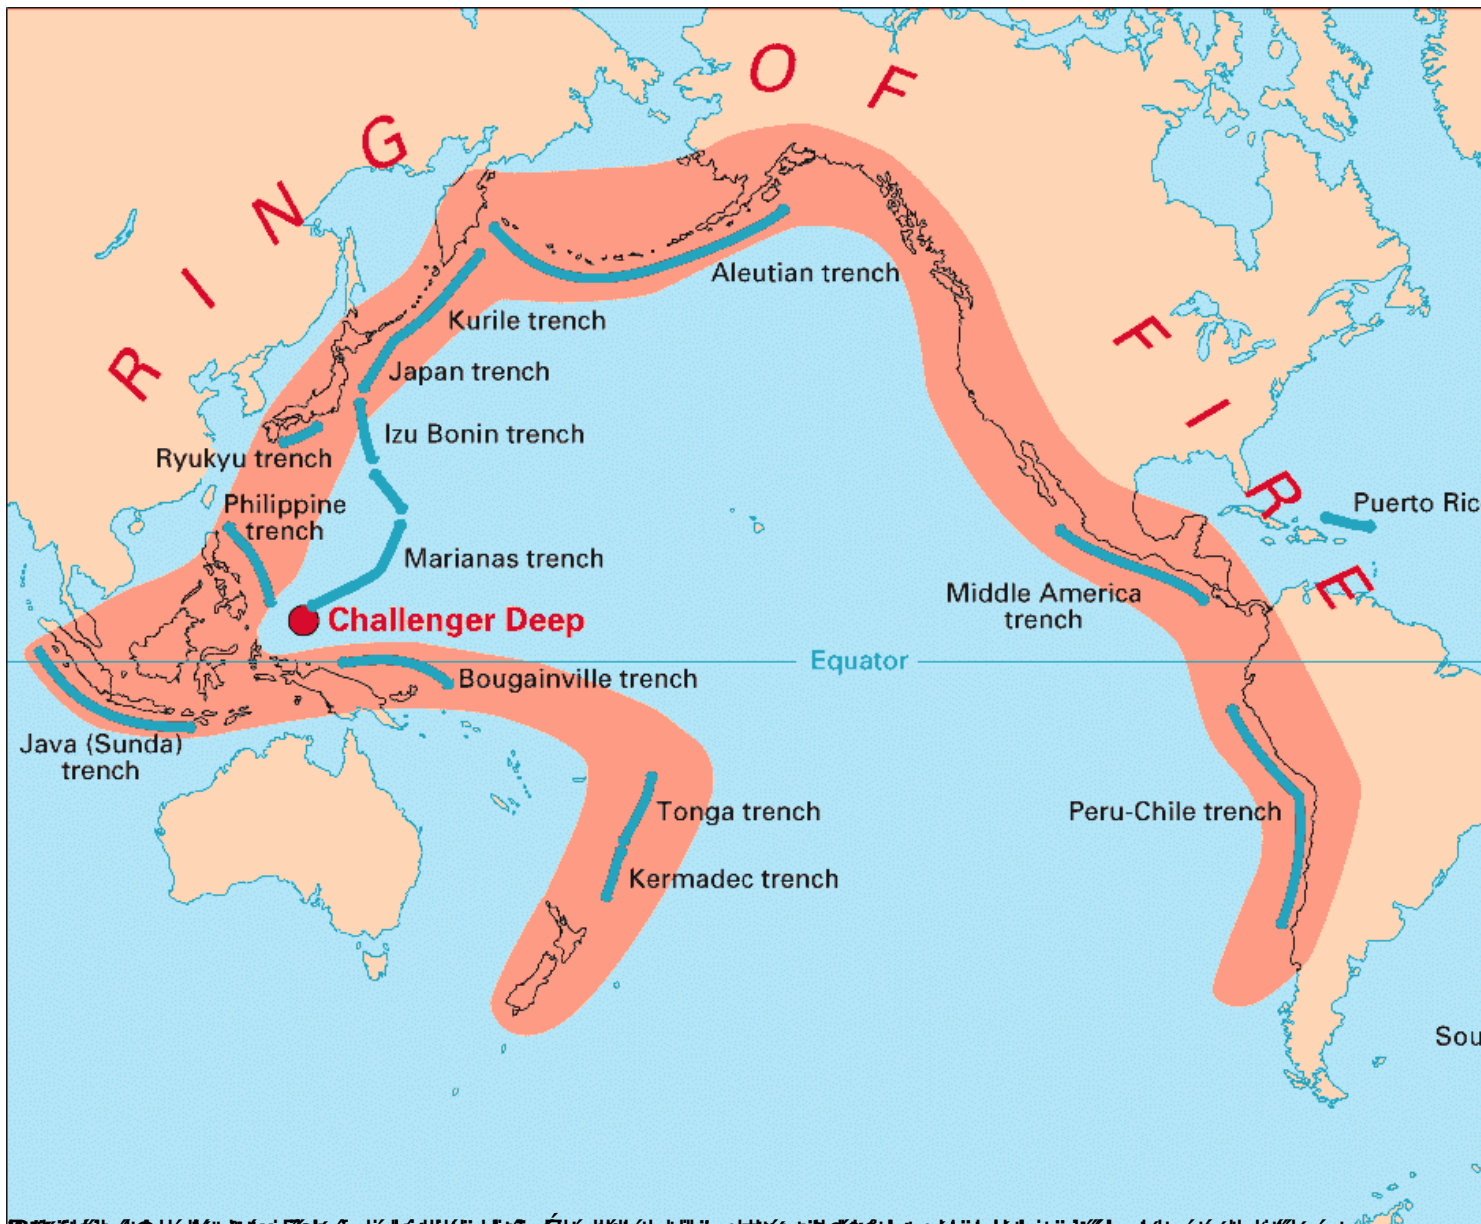 RING OF FIRE
Aleutian trench
Kurile trench
Japan trench
Izu Bonin trench
Ryukyu trench
Philippine
trench
Puerto Ric
Marianas trench
Middle America
trench
Challenger Deep
Equator
Bougainville trench
Java (Sunda)
trench
Tonga trench
Peru-Chile trench
Kermadec trench
Sou